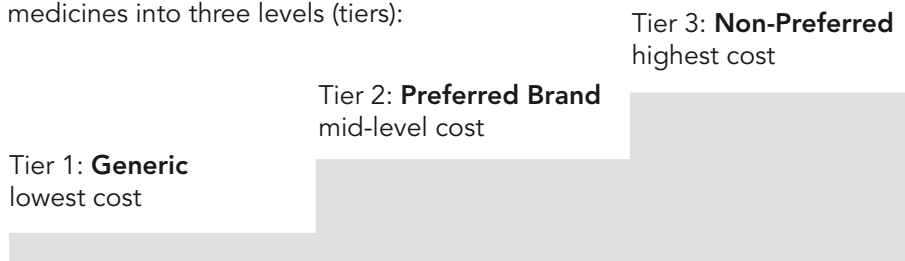 medicines into three levels (tiers):
Tier 3: Non-Preferred
highest cost
Tier 2: Preferred Brand
mid-level cost
Tier 1: Generic
lowest cost